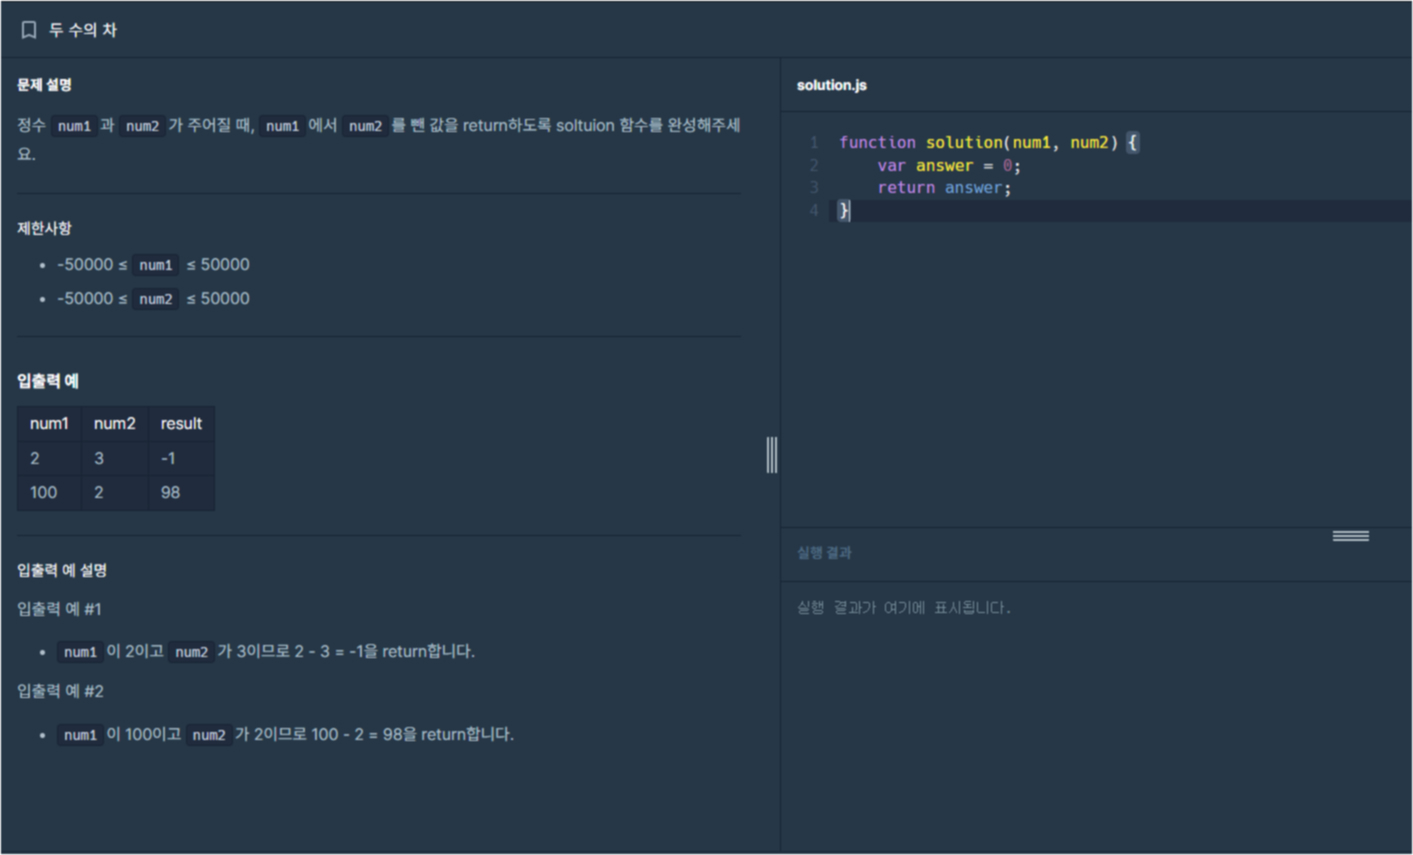 두 수의 차
문제 설명
정수 num1 과 num2 가 주어질 때, num1 에서 num2 를 뺀 값을 return하도록 soltuion 함수를 완성해주세
요.
제한사항
• -50000 ≤ num1 ≤ 50000
• -50000 ≤ num2 ≤ 50000
입출력 예
num1 num2 result
2 3 -1
100 2 98
입출력 예 설명
입출력 예 #1
• num1 이 2이고 num2 가 3이므로 2 - 3 = -1을 return합니다.
입출력 예 #2
• num1 이 100이고 num2 가 2이므로 100 - 2 = 98을 return합니다.
solution.js
1 function solution(num1, num2) {
2     var answer = 0;
3     return answer;
4 }
실행 결과
실행 결과가 여기에 표시됩니다.